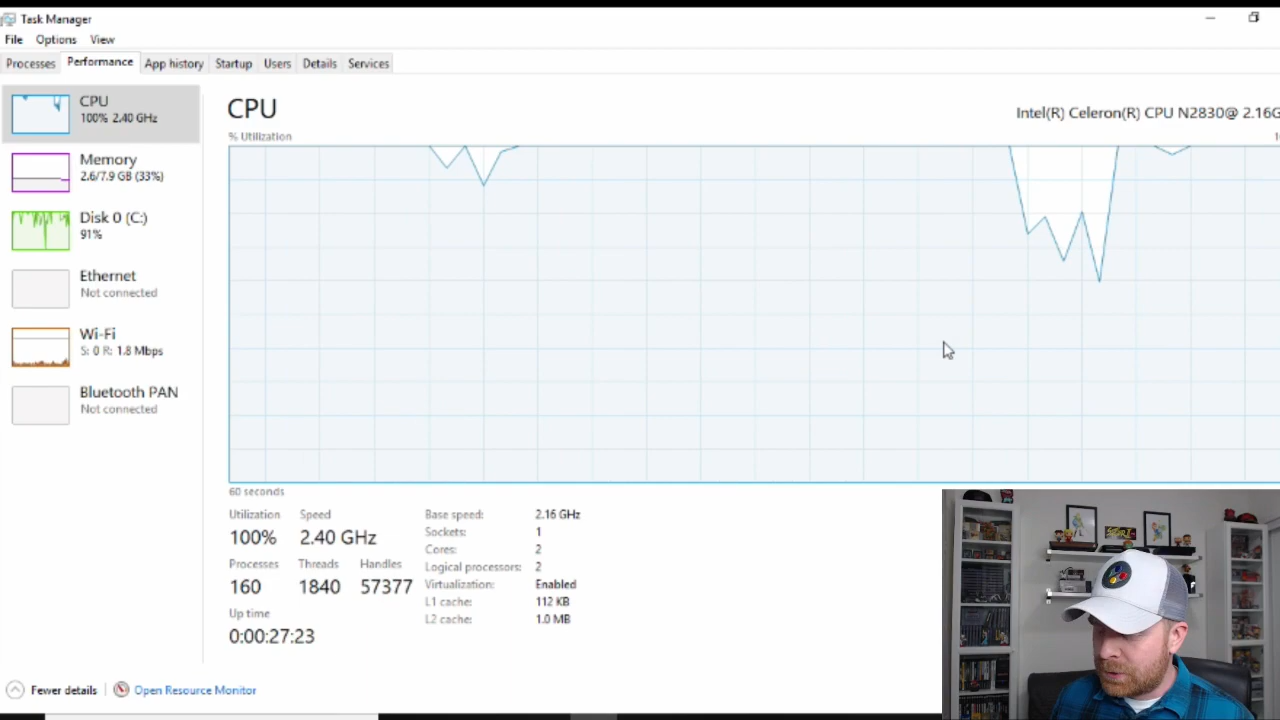 Task Manager
File Options View
Processes Performance App history Startup Users Details Services
CPU
100% 2.40 GHz
Memory
2.6/7.9 GB (33%)
Disk 0 (C:)
91%
Ethernet
Not connected
Wi-Fi
S: 0 R: 1.8 Mbps
Bluetooth PAN
Not connected
CPU
Intel(R) Celeron(R) CPU N2830@ 2.16G
% Utilization
60 seconds
Utilization Speed
100% 2.40 GHz
Processes Threads Handles
160 1840 57377
Up time
0:00:27:23
Base speed: 2.16 GHz
Sockets: 1
Cores: 2
Logical processors: 2
Virtualization: Enabled
L1 cache: 112 KB
L2 cache: 1.0 MB
Fewer details
Open Resource Monitor